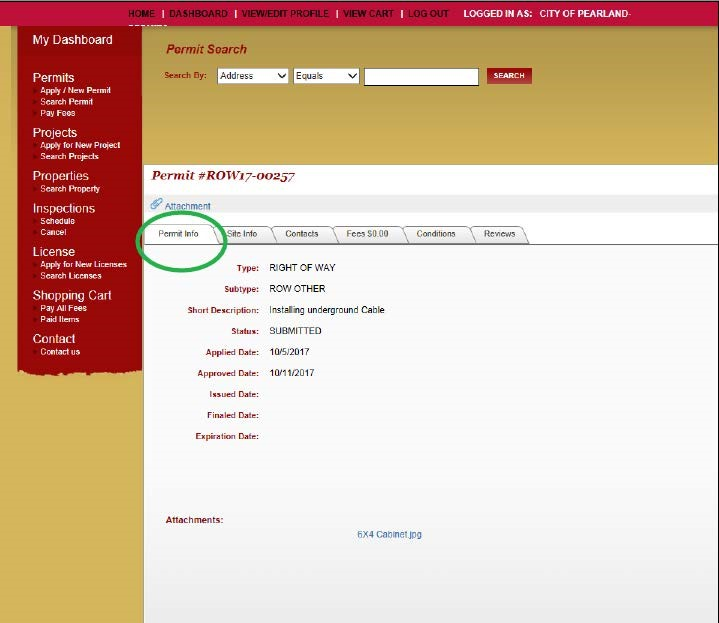 HOME | DASHBOARD | VIEW/EDIT PROFILE | VIEW CART | LOG OUT LOGGED IN AS: CITY OF PEARLAND-
My Dashboard
Permits
Apply / New Permit
Search Permit
Pay Fees
Projects
Apply for New Project
Search Projects
Properties
Search Property
Inspections
Schedule
Cancel
License
Apply for New Licenses
Search Licenses
Shopping Cart
Pay All Fees
Paid Items
Contact
Contact us
Permit Search
Search By: Address Equals SEARCH
Permit #ROW17-00257
Attachment
Permit Info Site Info Contacts Fees $0.00 Conditions Reviews
Type: RIGHT OF WAY
Subtype: ROW OTHER
Short Description: Installing underground Cable
Status: SUBMITTED
Applied Date: 10/5/2017
Approved Date: 10/11/2017
Issued Date:
Finaled Date:
Expiration Date:
Attachments:
6X4 Cabinet.jpg